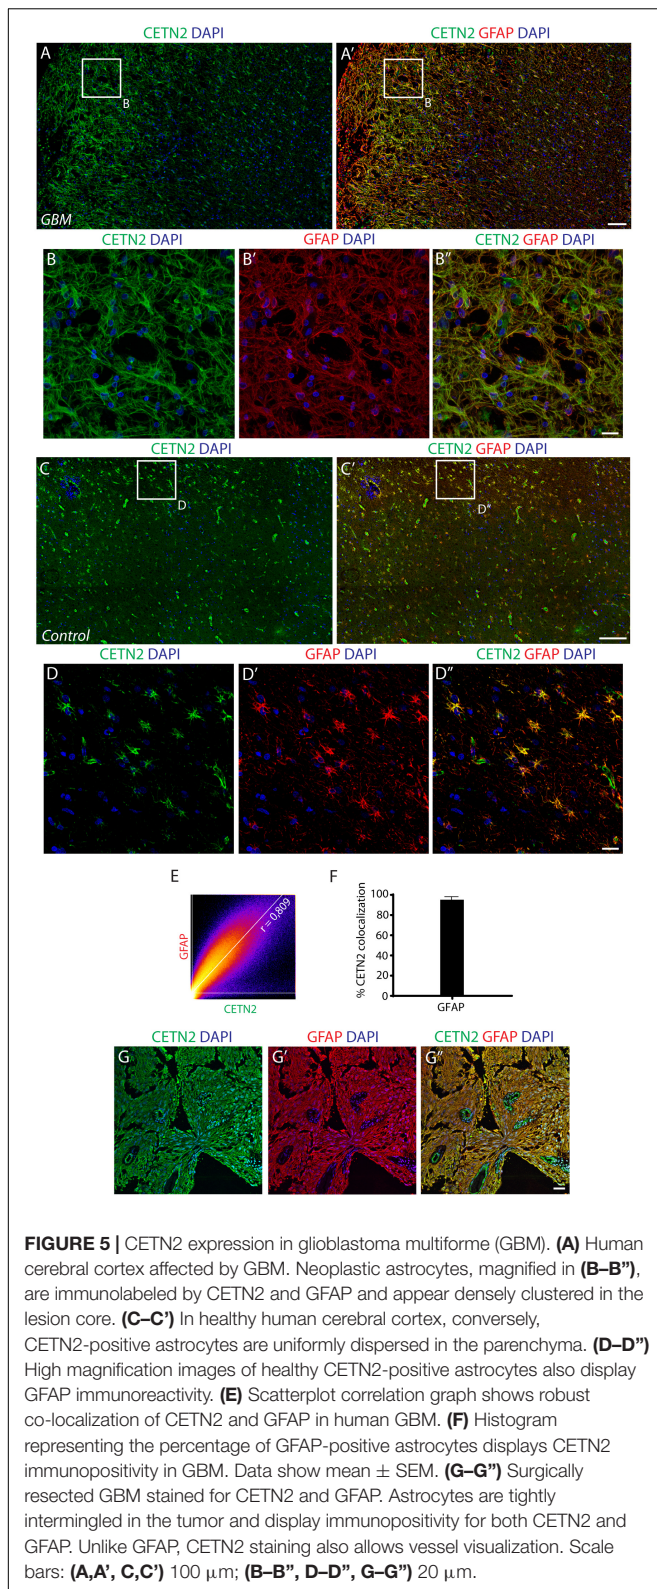 CETN2 DAPI
CETN2 GFAP DAPI
A
A'
B
B
GBM
CETN2 DAPI
GFAP DAPI
CETN2 GFAP DAPI
B
B'
B"
CETN2 DAPI
CETN2 GFAP DAPI
C
C'
D
D"
Control
CETN2 DAPI
GFAP DAPI
CETN2 GFAP DAPI
D
D'
D"
E
GFAP
r = 0,809
CETN2
F
% CETN2 colocalization
100
80
60
40
20
0
GFAP
CETN2 DAPI
GFAP DAPI
CETN2 GFAP DAPI
G
G'
G"
FIGURE 5 | CETN2 expression in glioblastoma multiforme (GBM). (A) Human
cerebral cortex affected by GBM. Neoplastic astrocytes, magnified in (B–B”),
are immunolabeled by CETN2 and GFAP and appear densely clustered in the
lesion core. (C–C’) In healthy human cerebral cortex, conversely,
CETN2-positive astrocytes are uniformly dispersed in the parenchyma. (D–D”)
High magnification images of healthy CETN2-positive astrocytes also display
GFAP immunoreactivity. (E) Scatterplot correlation graph shows robust
co-localization of CETN2 and GFAP in human GBM. (F) Histogram
representing the percentage of GFAP-positive astrocytes displays CETN2
immunopositivity in GBM. Data show mean ± SEM. (G–G”) Surgically
resected GBM stained for CETN2 and GFAP. Astrocytes are tightly
intermingled in the tumor and display immunopositivity for both CETN2 and
GFAP. Unlike GFAP, CETN2 staining also allows vessel visualization. Scale
bars: (A,A’, C,C’) 100 μm; (B–B”, D–D”, G–G”) 20 μm.